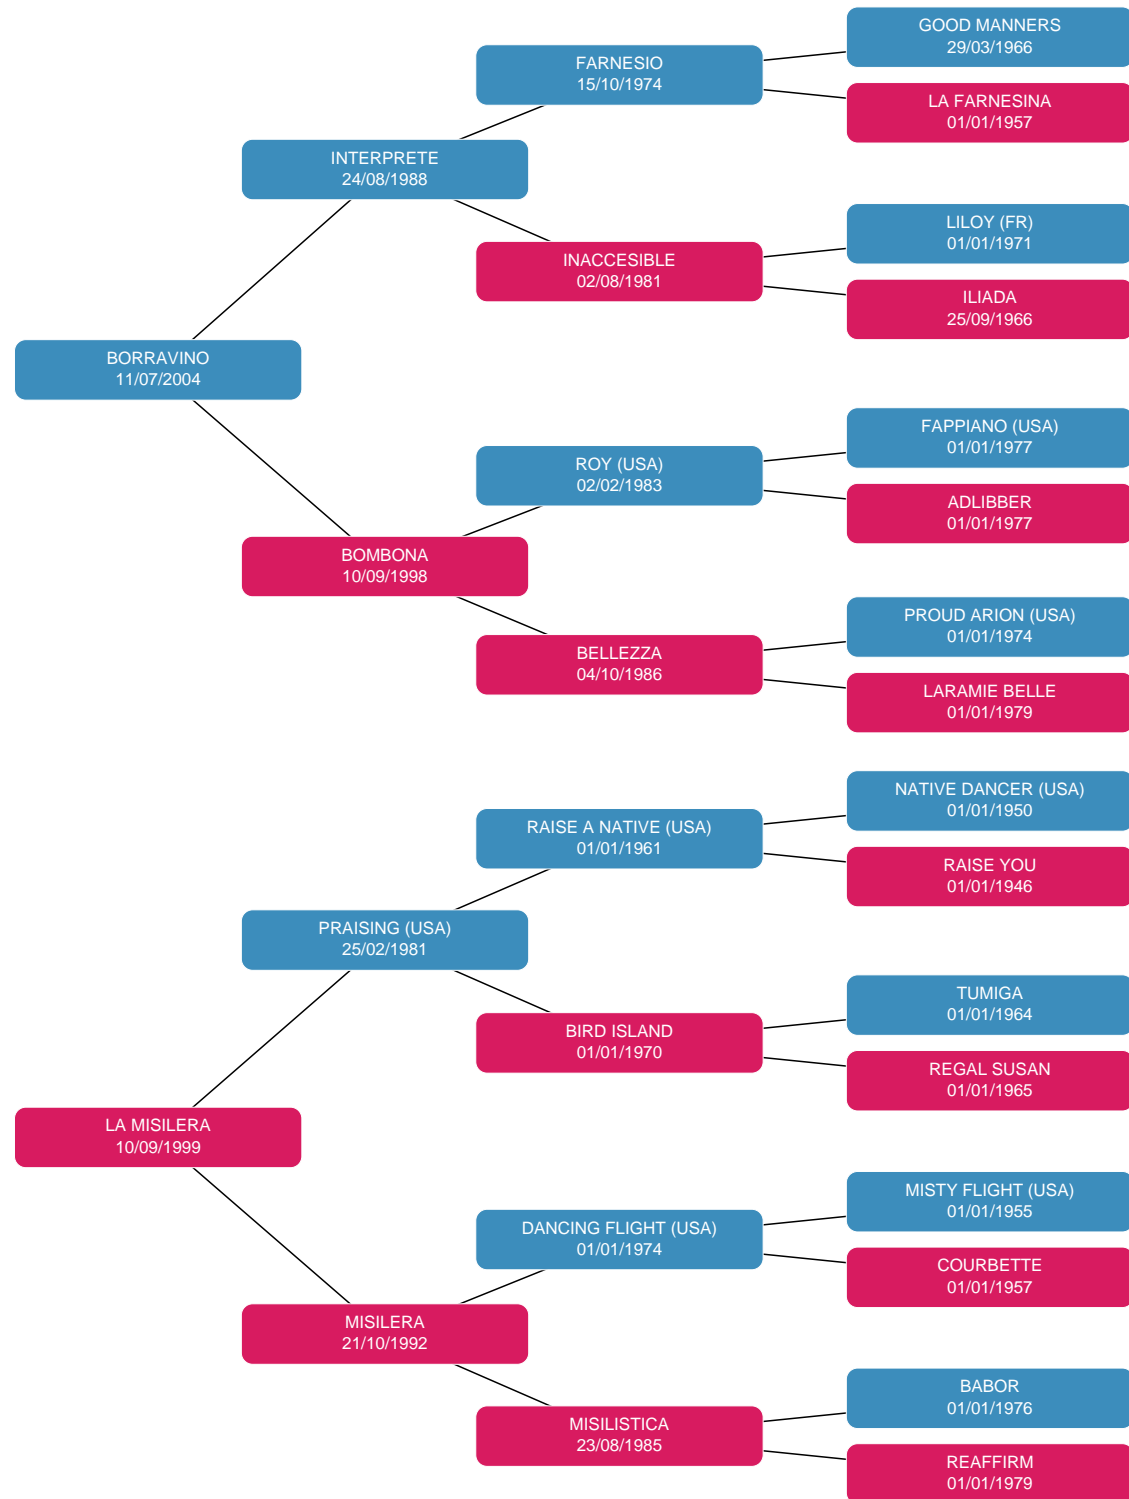 GOOD MANNERS
29/03/1966
FARNESIO
15/10/1974
LA FARNESINA
01/01/1957
INTERPRETE
24/08/1988
LILOY (FR)
01/01/1971
INACCESIBLE
02/08/1981
ILIADA
25/09/1966
BORRAVINO
11/07/2004
FAPPIANO (USA)
01/01/1977
ROY (USA)
02/02/1983
ADLIBBER
01/01/1977
BOMBONA
10/09/1998
PROUD ARION (USA)
01/01/1974
BELLEZZA
04/10/1986
LARAMIE BELLE
01/01/1979
NATIVE DANCER (USA)
01/01/1950
RAISE A NATIVE (USA)
01/01/1961
RAISE YOU
01/01/1946
PRAISING (USA)
25/02/1981
TUMIGA
01/01/1964
BIRD ISLAND
01/01/1970
REGAL SUSAN
01/01/1965
LA MISILERA
10/09/1999
MISTY FLIGHT (USA)
01/01/1955
DANCING FLIGHT (USA)
01/01/1974
COURBETTE
01/01/1957
MISILERA
21/10/1992
BABOR
01/01/1976
MISILISTICA
23/08/1985
REAFFIRM
01/01/1979